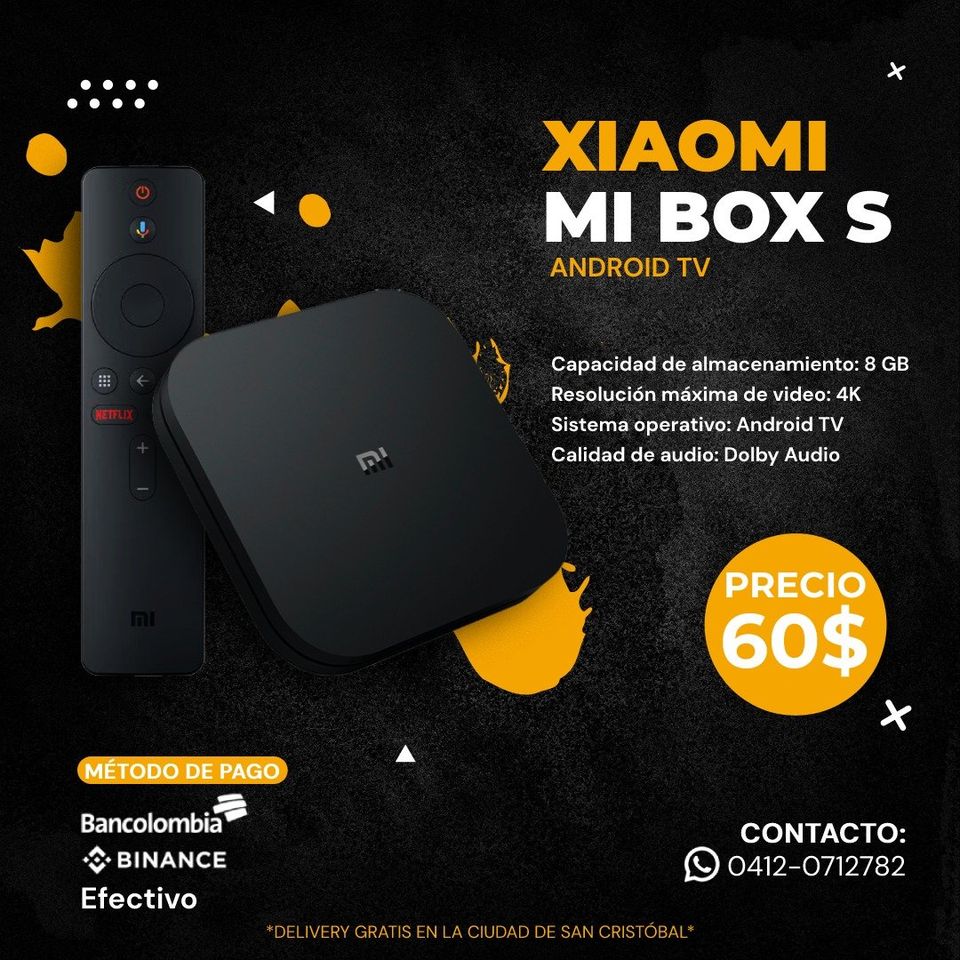 XIAOMI
MI BOX S
ANDROID TV
Capacidad de almacenamiento: 8 GB
Resolución máxima de video: 4K
Sistema operativo: Android TV
Calidad de audio: Dolby Audio
NETFLIX
mi
mi
PRECIO
60$
MÉTODO DE PAGO
Bancolombia
BINANCE
Efectivo
CONTACTO:
0412-0712782
*DELIVERY GRATIS EN LA CIUDAD DE SAN CRISTÓBAL*